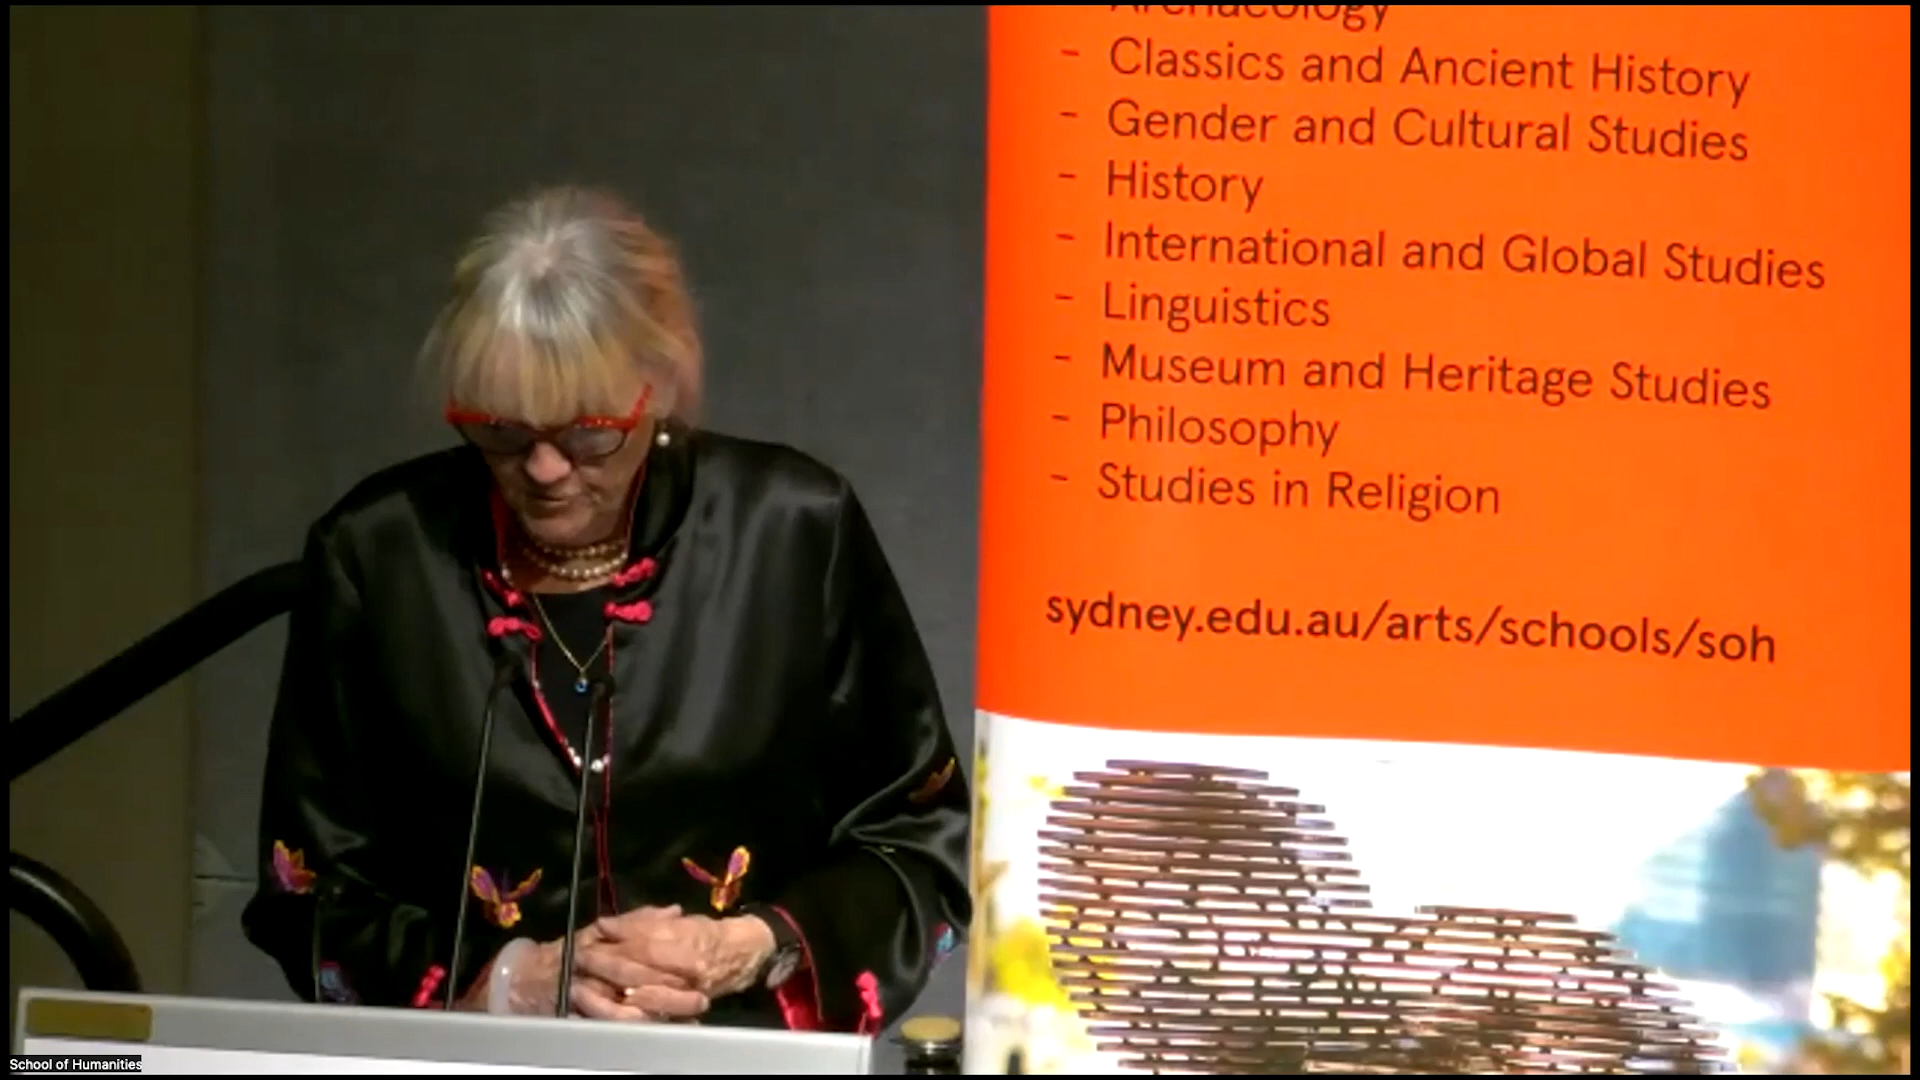 Archaeology
- Classics and Ancient History
- Gender and Cultural Studies
- History
- International and Global Studies
- Linguistics
- Museum and Heritage Studies
- Philosophy
- Studies in Religion
sydney.edu.au/arts/schools/soh
School of Humanities